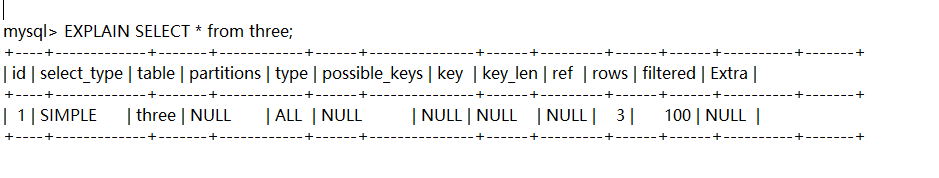 mysql> EXPLAIN SELECT * from three;
+----+-------------+-------+------------+------+---------------+------+---------+------+------+----------+-------+
| id | select_type | table | partitions | type | possible_keys | key  | key_len | ref  | rows | filtered | Extra |
+----+-------------+-------+------------+------+---------------+------+---------+------+------+----------+-------+
|  1 | SIMPLE      | three | NULL       | ALL  | NULL          | NULL | NULL    | NULL |    3 |      100 | NULL  |
+----+-------------+-------+------------+------+---------------+------+---------+------+------+----------+-------+